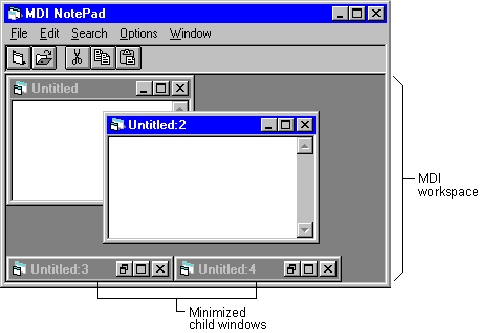 MDI NotePad
File Edit Search Options Window
Untitled
Untitled:2
MDI
workspace
Untitled:3 Untitled:4
Minimized
child windows